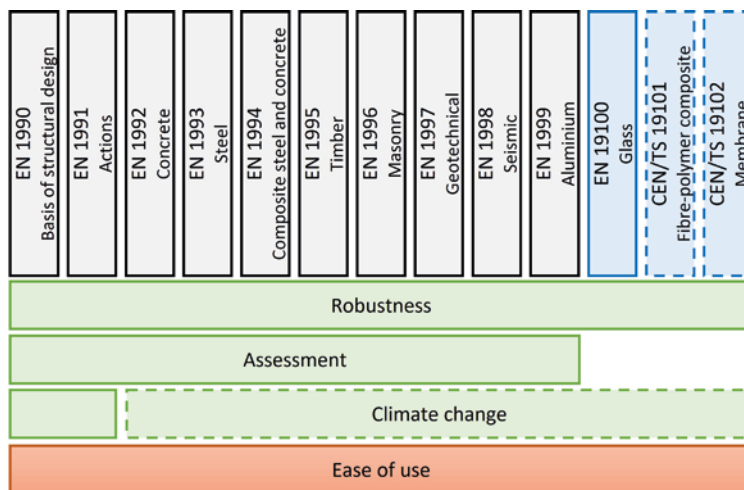 EN 1990
Basis of structural design
EN 1991
Actions
EN 1992
Concrete
EN 1993
Steel
EN 1994
Composite steel and concrete
EN 1995
Timber
EN 1996
Masonry
EN 1997
Geotechnical
EN 1998
Seismic
EN 1999
Aluminium
EN 19100
Glass
CEN/TS 19101
Fibre-polymer composite
CEN/TS 19102
Membrane
Robustness
Assessment
Climate change
Ease of use